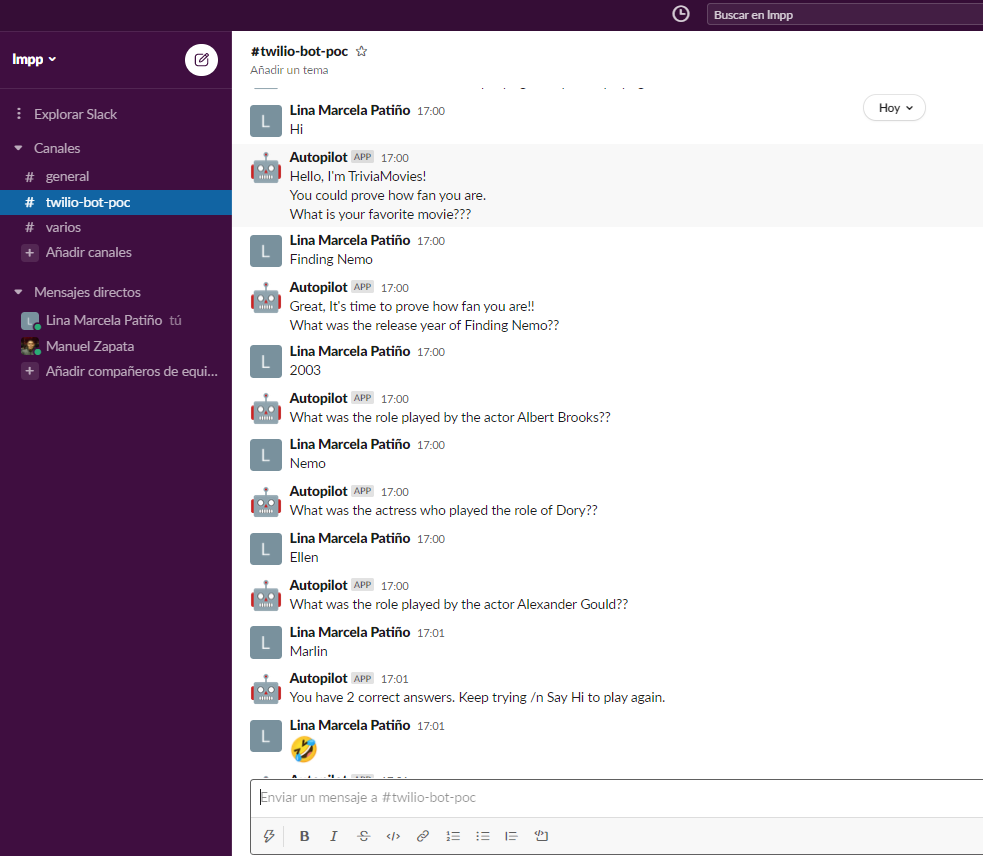 Buscar en lmpp
lmpp
Explorar Slack
Canales
# general
# twilio-bot-poc
# varios
+ Añadir canales
Mensajes directos
L Lina Marcela Patiño tú
Manuel Zapata
+ Añadir compañeros de equi...
#twilio-bot-poc
Añadir un tema
Hoy
L Lina Marcela Patiño 17:00
Hi
Autopilot APP 17:00
Hello, I'm TriviaMovies!
You could prove how fan you are.
What is your favorite movie???
L Lina Marcela Patiño 17:00
Finding Nemo
Autopilot APP 17:00
Great, It's time to prove how fan you are!!
What was the release year of Finding Nemo??
L Lina Marcela Patiño 17:00
2003
Autopilot APP 17:00
What was the role played by the actor Albert Brooks??
L Lina Marcela Patiño 17:00
Nemo
Autopilot APP 17:00
What was the actress who played the role of Dory??
L Lina Marcela Patiño 17:00
Ellen
Autopilot APP 17:00
What was the role played by the actor Alexander Gould??
L Lina Marcela Patiño 17:01
Marlin
Autopilot APP 17:01
You have 2 correct answers. Keep trying /n Say Hi to play again.
L Lina Marcela Patiño 17:01
🤣
Autopilot APP 17:01
Enviar un mensaje a #twilio-bot-poc
B I S </>